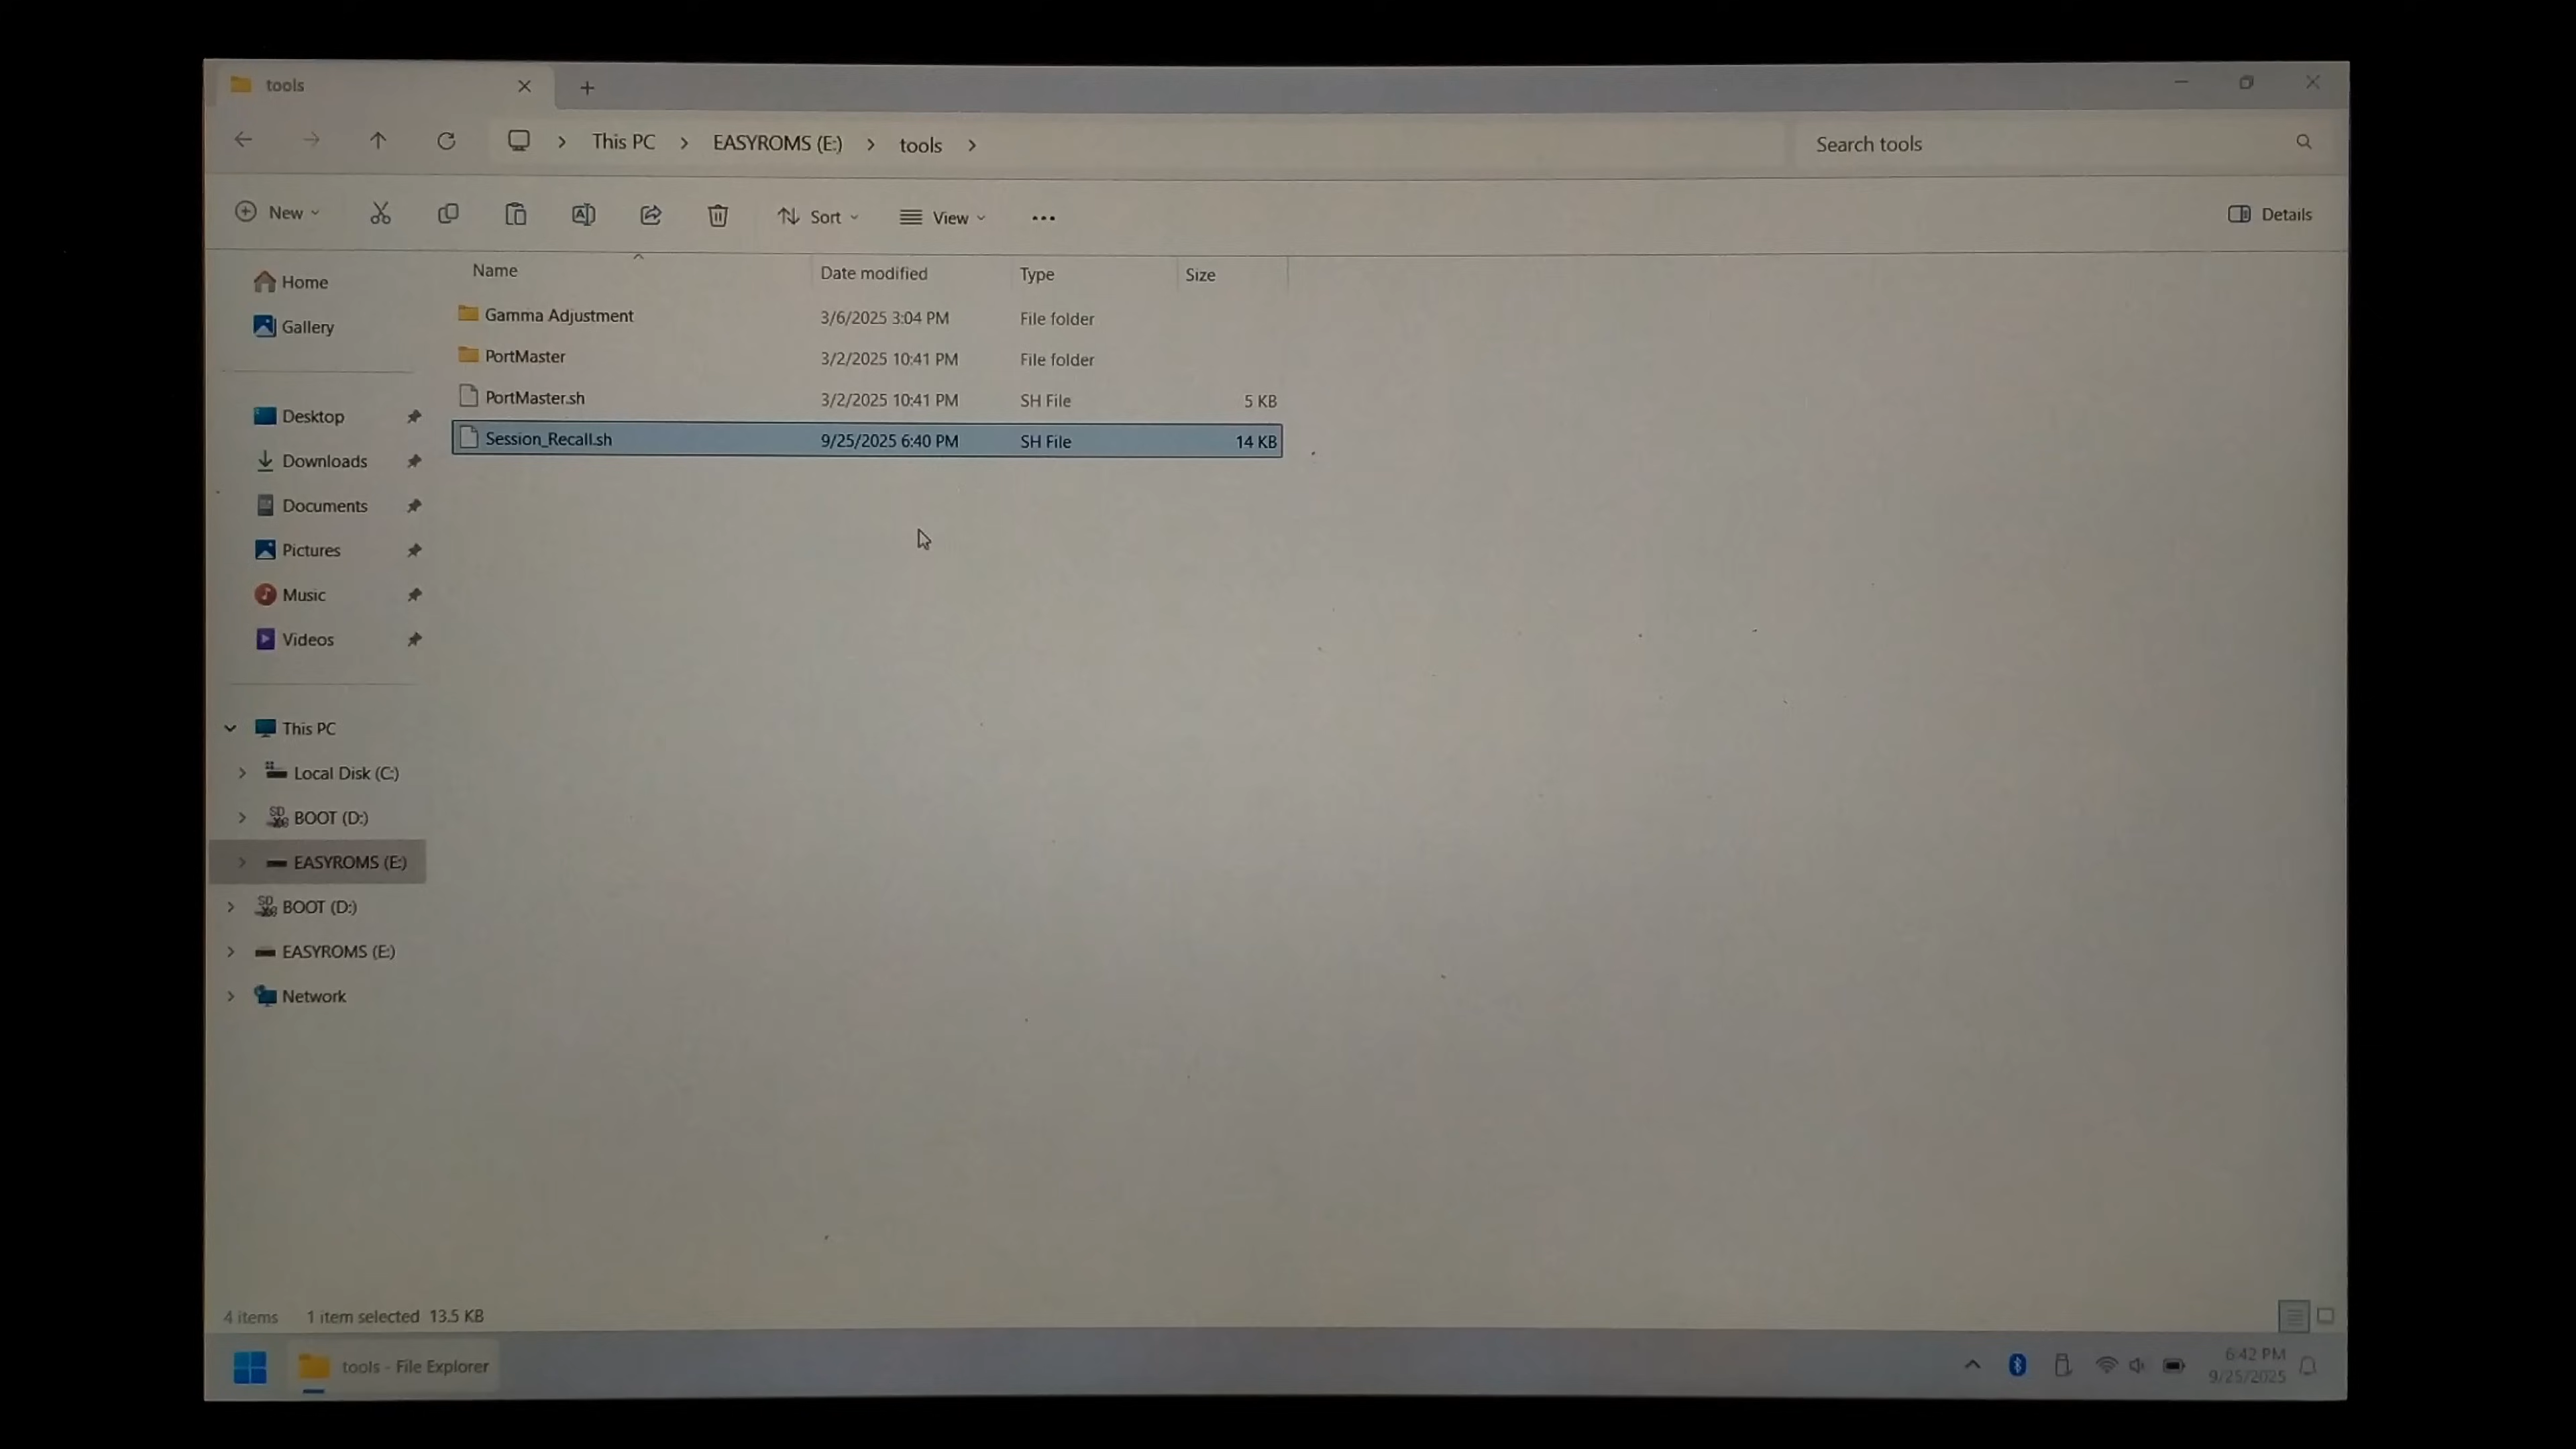 tools
This PC > EASYROMS (E:) > tools >
Search tools
New
Sort
View
Details
Name
Date modified
Type
Size
Gamma Adjustment 3/6/2025 3:04 PM File folder
PortMaster 3/2/2025 10:41 PM File folder
PortMaster.sh 3/2/2025 10:41 PM SH File 5 KB
Session_Recall.sh 9/25/2025 6:40 PM SH File 14 KB
Home
Gallery
Desktop
Downloads
Documents
Pictures
Music
Videos
This PC
Local Disk (C:)
BOOT (D:)
EASYROMS (E:)
BOOT (D:)
EASYROMS (E:)
Network
4 items 1 item selected 13.5 KB
tools - File Explorer
6:42 PM
9/25/2025